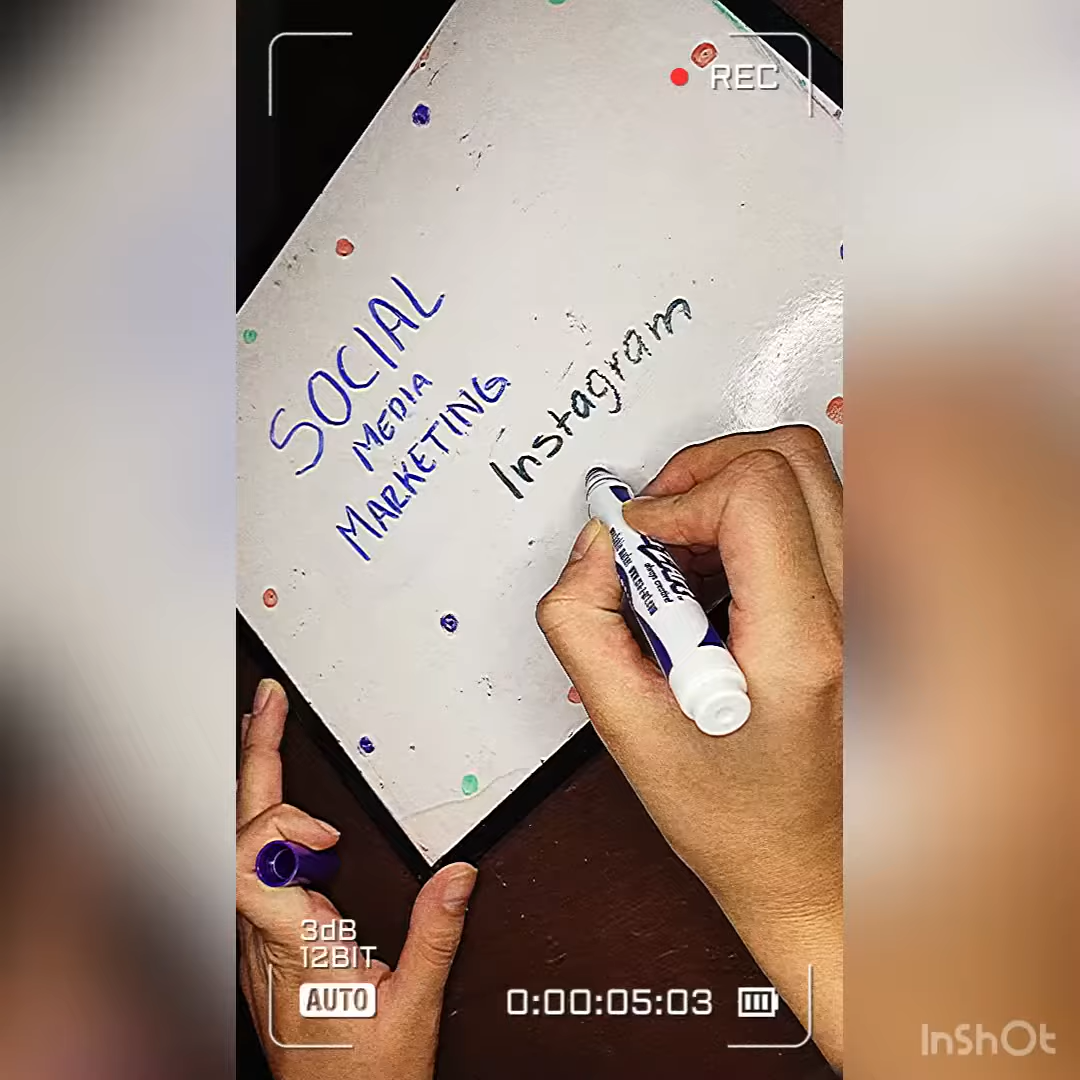 REC
SOCIAL
MEDIA
MARKETING
Instagram
3dB
12BIT
AUTO
0:00:05:03
InShOt